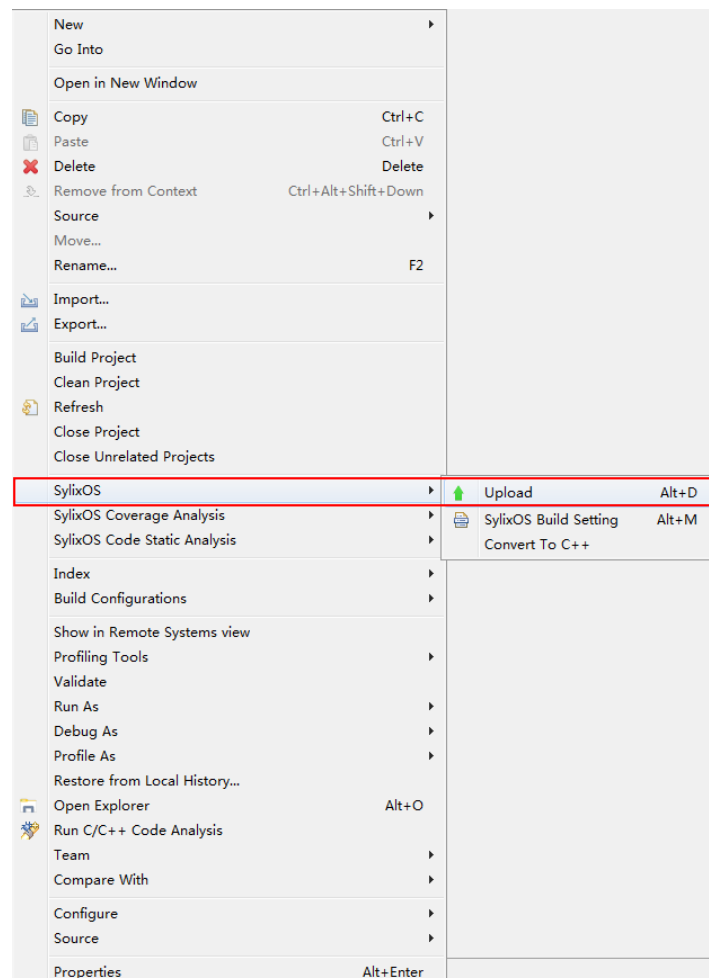 New
Go Into
Open in New Window
Copy Ctrl+C
Paste Ctrl+V
Delete Delete
Remove from Context Ctrl+Alt+Shift+Down
Source
Move...
Rename... F2
Import...
Export...
Build Project
Clean Project
Refresh
Close Project
Close Unrelated Projects
SylixOS Upload Alt+D
SylixOS Coverage Analysis SylixOS Build Setting Alt+M
SylixOS Code Static Analysis Convert To C++
Index
Build Configurations
Show in Remote Systems view
Profiling Tools
Validate
Run As
Debug As
Profile As
Restore from Local History...
Open Explorer Alt+O
Run C/C++ Code Analysis
Team
Compare With
Configure
Source
Properties Alt+Enter